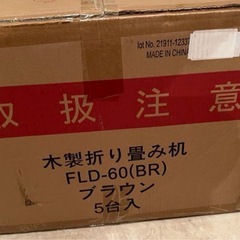 lot No. 21911-1233
MADE IN CHINA
取扱注意
木製折り畳み机
FLD-60(BR)
ブラウン
5台入